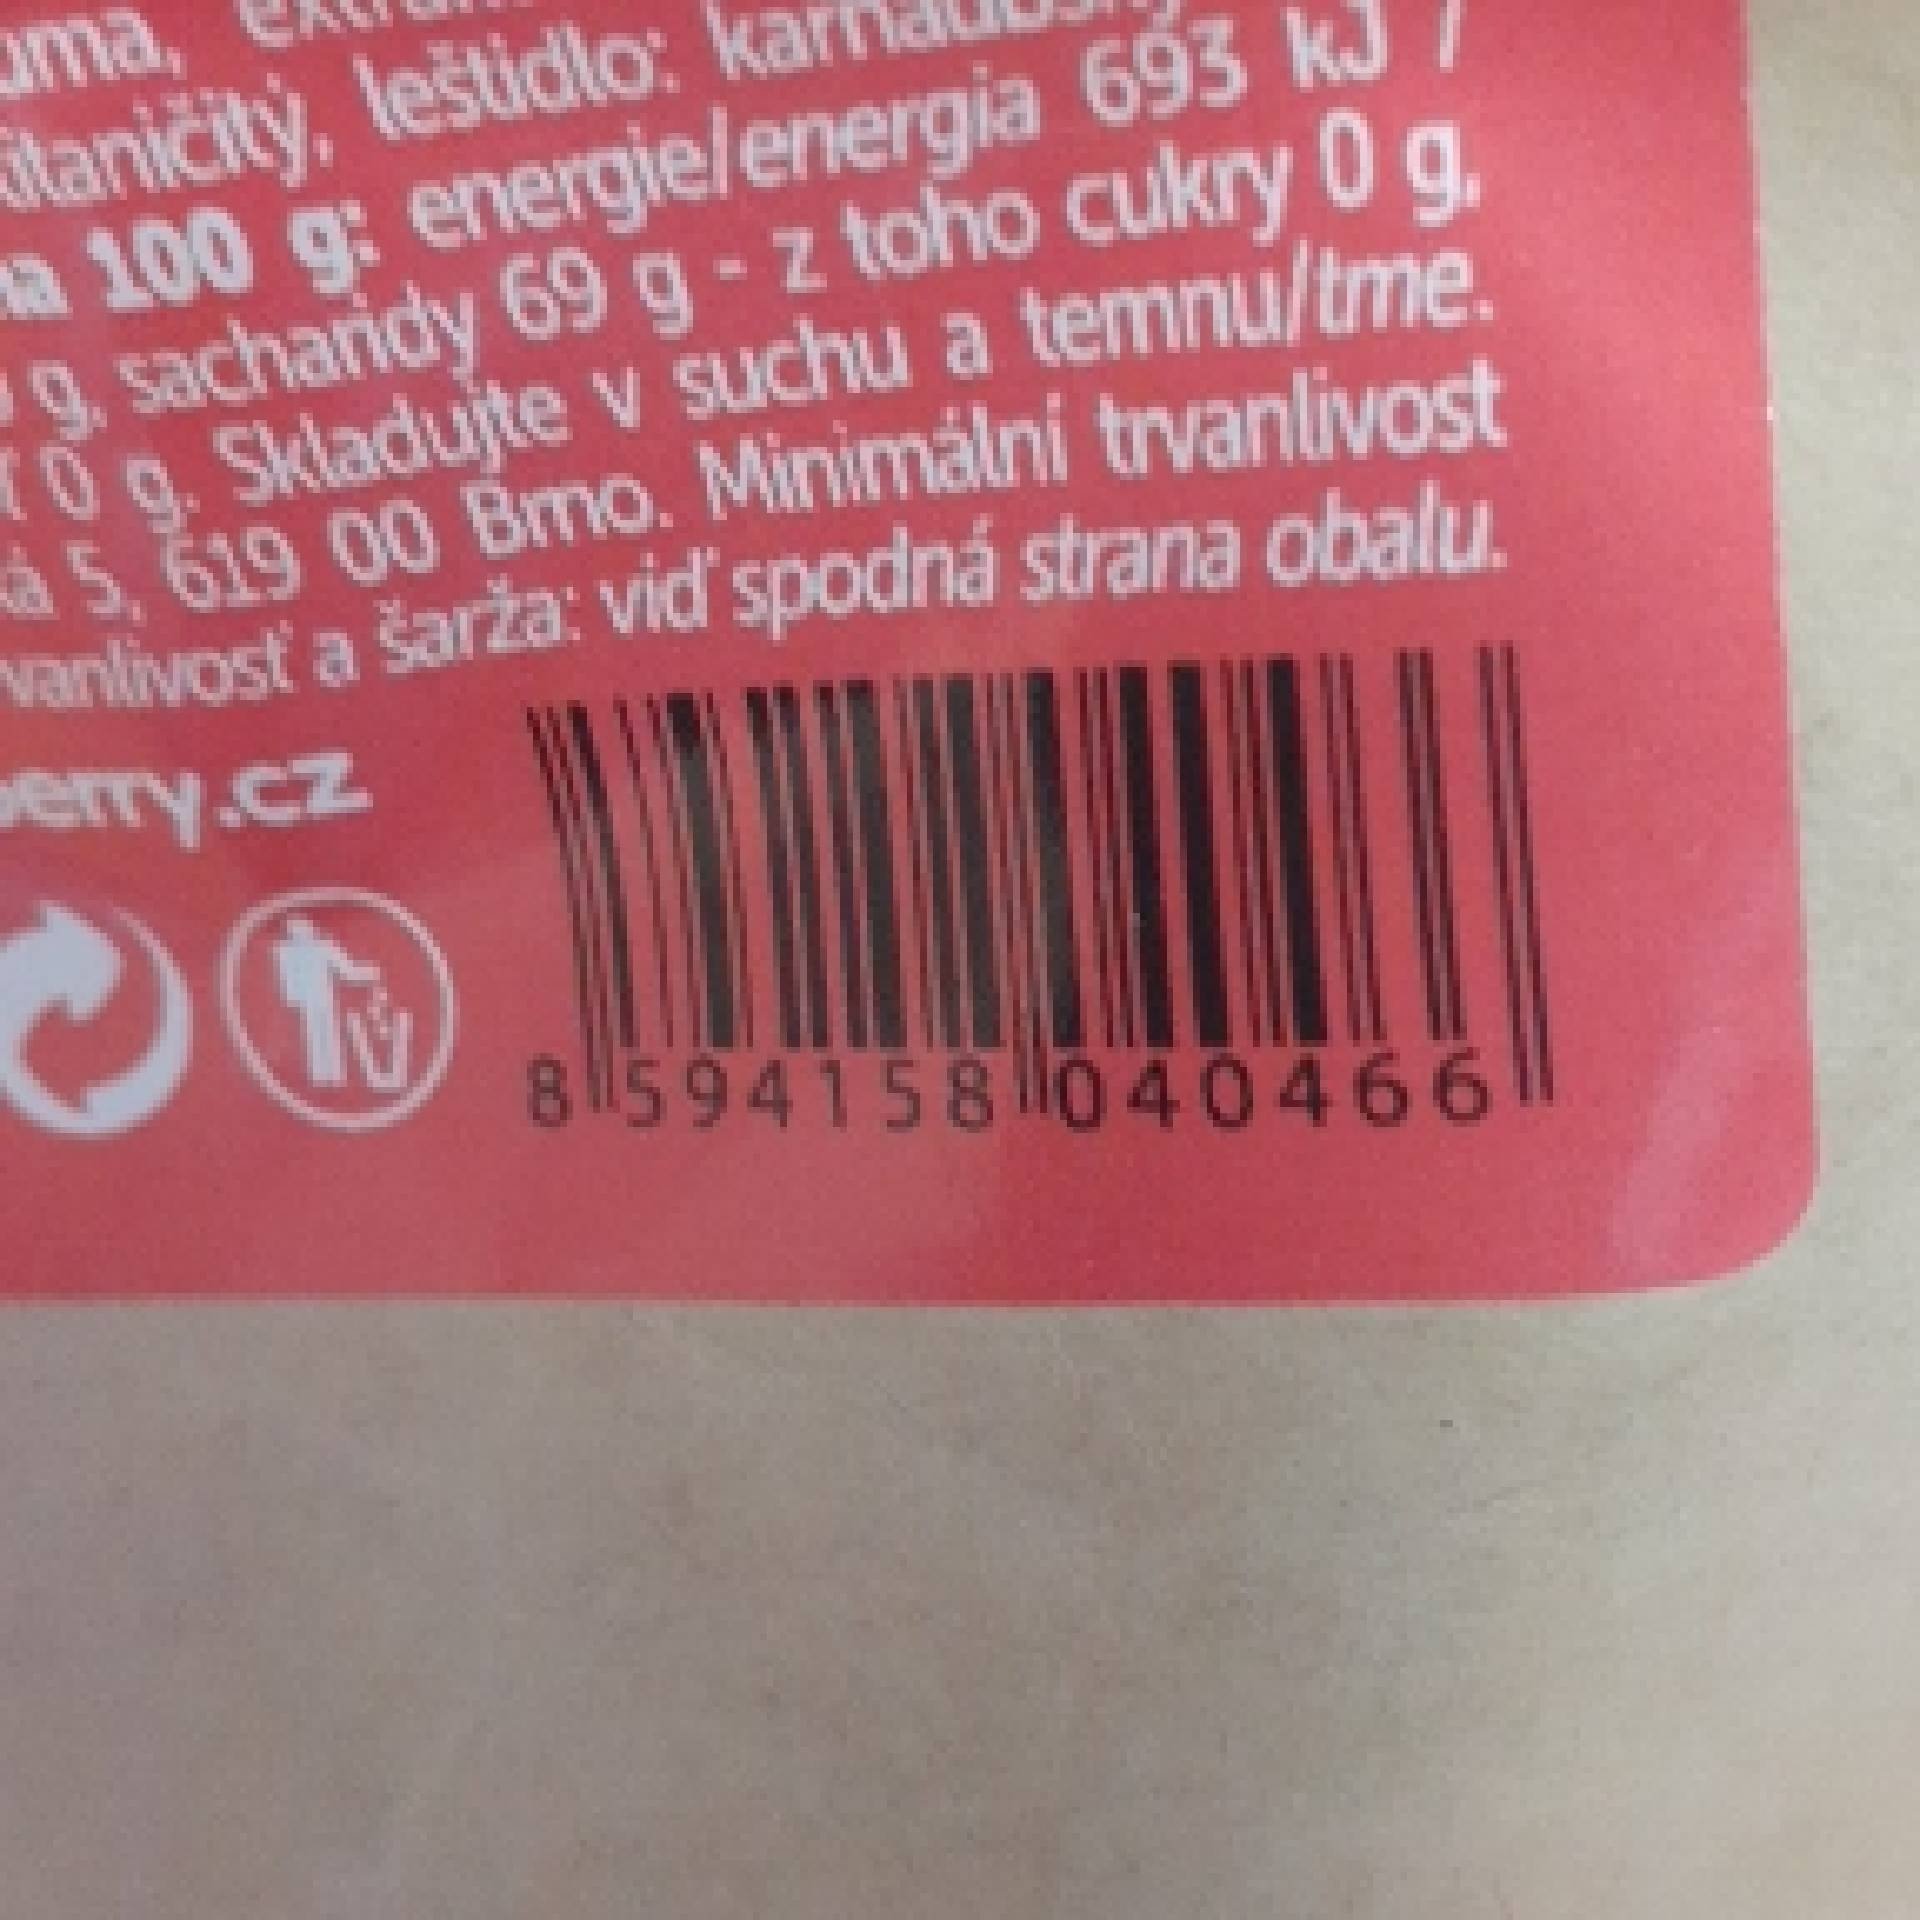 titaničitý, leštidlo:
na 100 g: energie/energia 693 kJ /
g, sacharidy 69 g - z toho cukry 0 g,
0 g. Skladujte v suchu a temnu/tme.
5, 619 00 Brno. Minimální trvanlivost
trvanlivosť a šarža: viď spodná strana obalu.
berry.cz
8 594158 040466